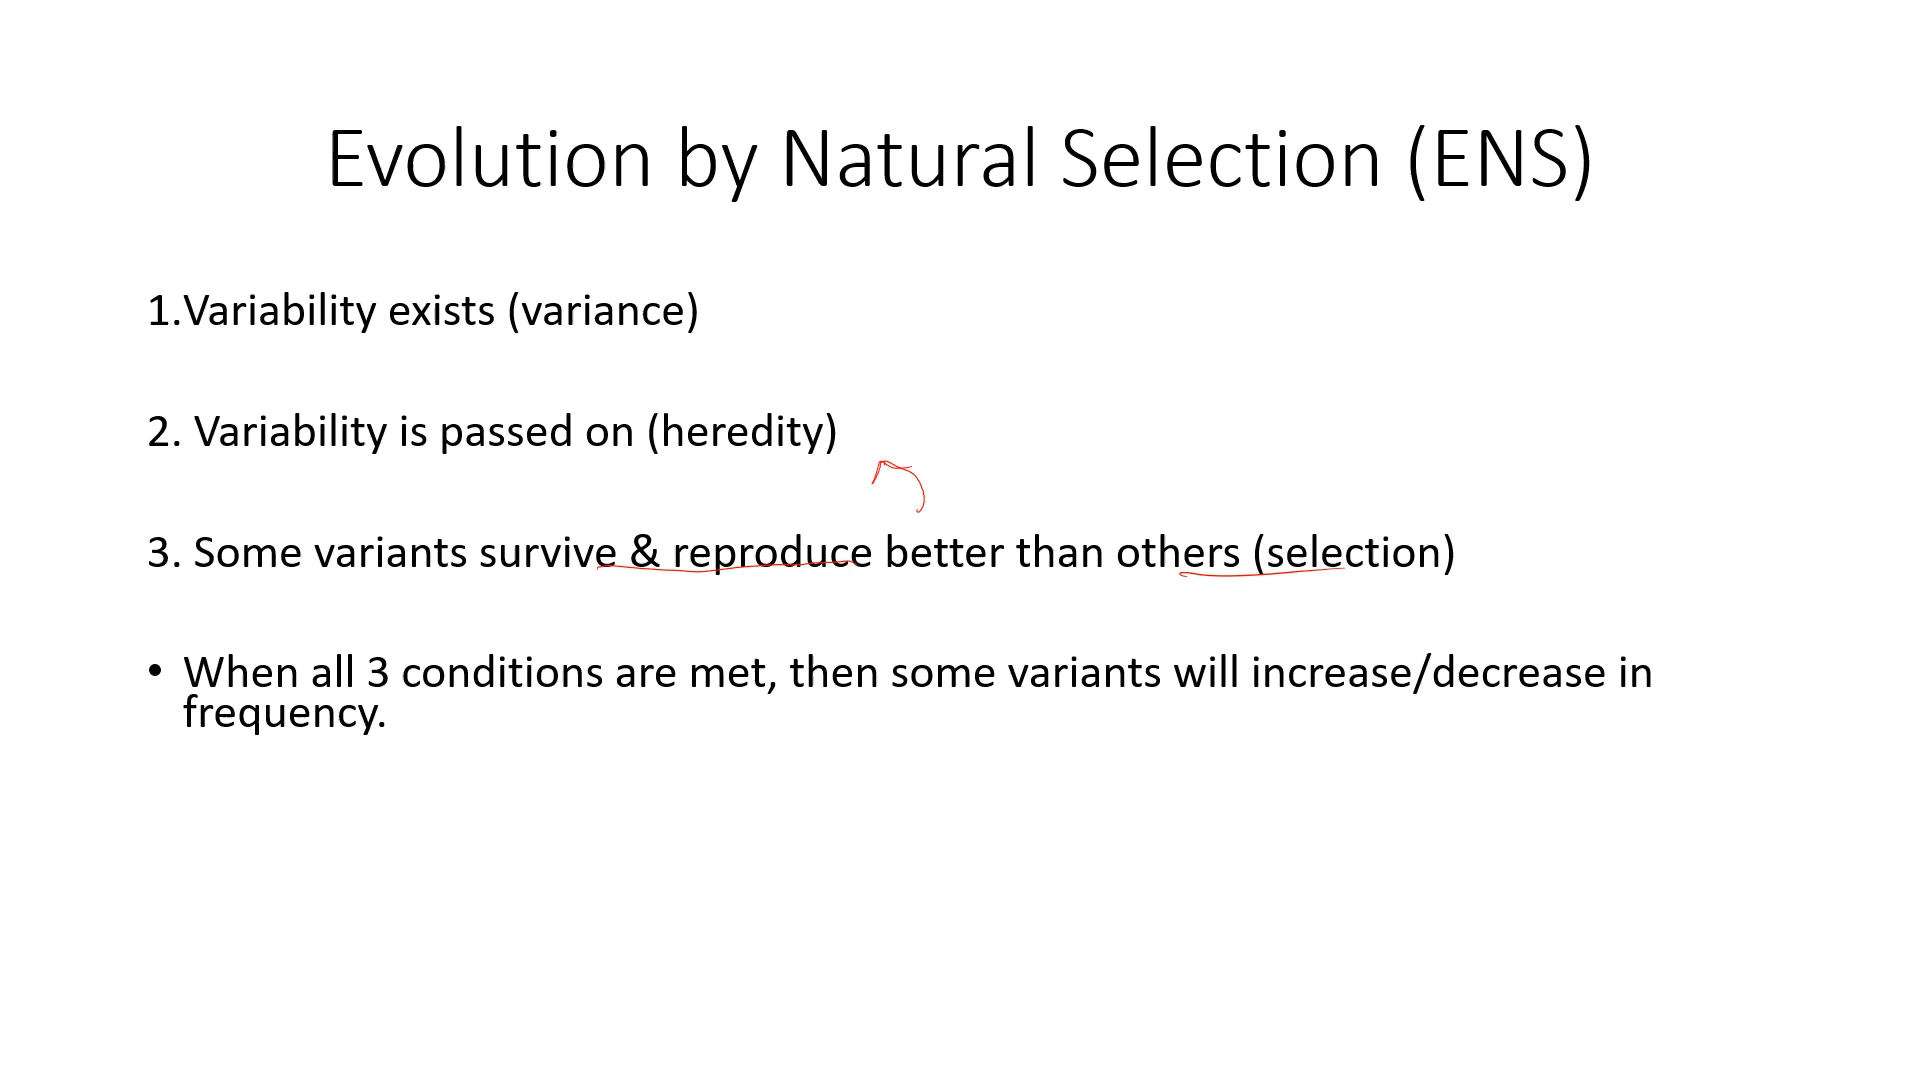 Evolution by Natural Selection (ENS)
1.Variability exists (variance)
2. Variability is passed on (heredity)
3. Some variants survive & reproduce better than others (selection)
• When all 3 conditions are met, then some variants will increase/decrease in
frequency.